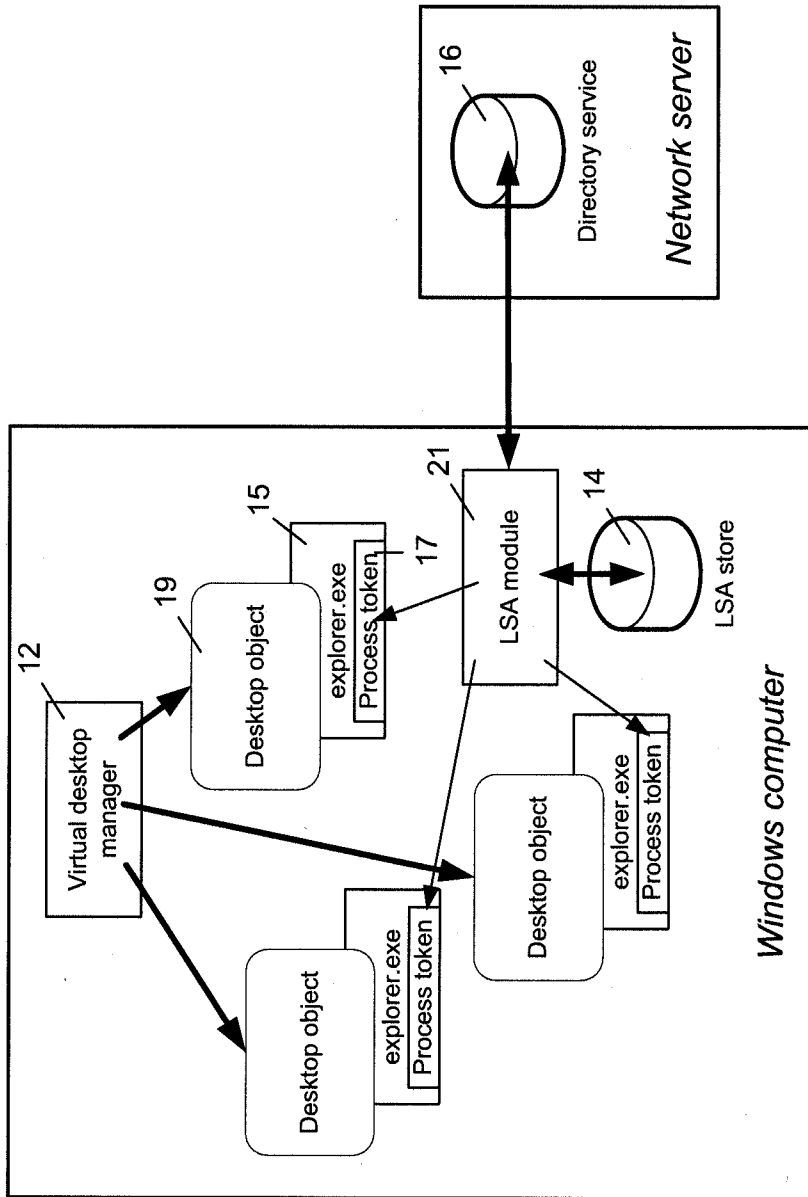 12
Virtual desktop
manager
19
Desktop object
15
explorer.exe
Process token
17
Desktop object
explorer.exe
Process token
Desktop object
explorer.exe
Process token
21
LSA module
14
LSA store
Windows computer
16
Directory service
Network server